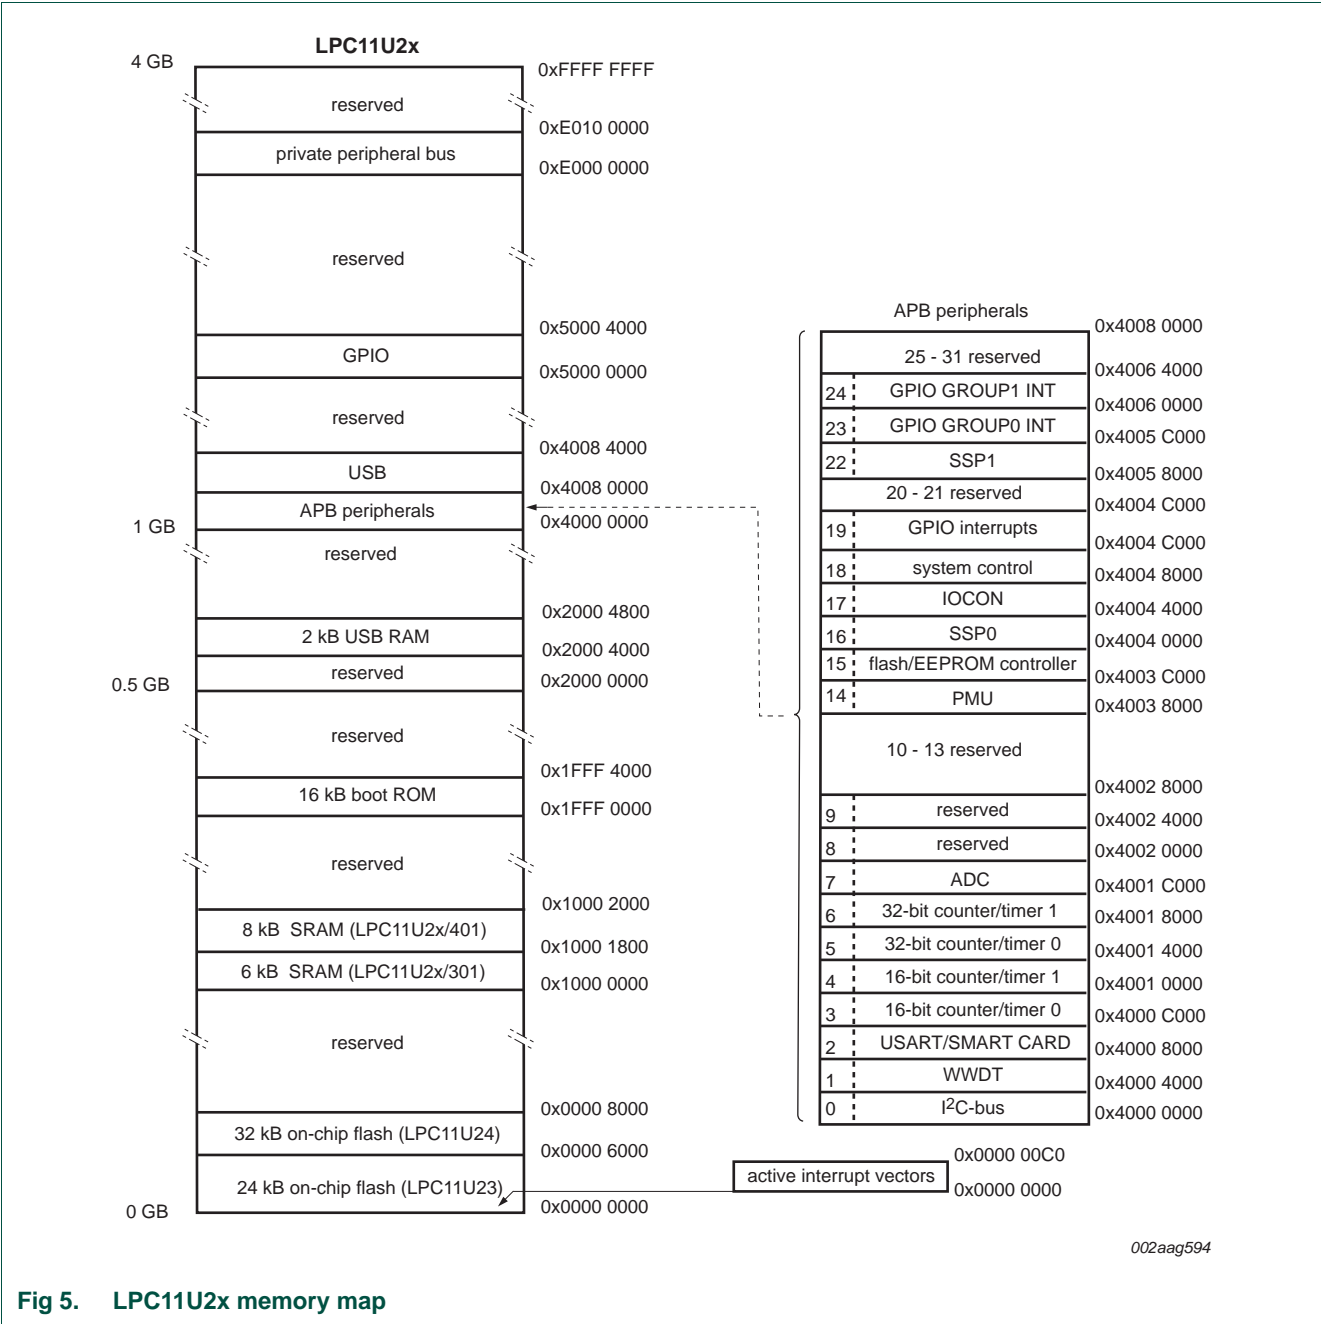 LPC11U2x
4 GB
0xFFFF FFFF
reserved
0xE010 0000
private peripheral bus
0xE000 0000
reserved
0x5000 4000
GPIO
0x5000 0000
reserved
0x4008 4000
USB
0x4008 0000
APB peripherals
0x4000 0000
1 GB
reserved
0x2000 4800
2 kB USB RAM
0x2000 4000
reserved
0x2000 0000
0.5 GB
reserved
0x1FFF 4000
16 kB boot ROM
0x1FFF 0000
reserved
0x1000 2000
8 kB SRAM (LPC11U2x/401)
0x1000 1800
6 kB SRAM (LPC11U2x/301)
0x1000 0000
reserved
0x0000 8000
32 kB on-chip flash (LPC11U24)
0x0000 6000
24 kB on-chip flash (LPC11U23)
0x0000 0000
0 GB
APB peripherals
0x4008 0000
25 - 31 reserved
0x4006 4000
24 GPIO GROUP1 INT
0x4006 0000
23 GPIO GROUP0 INT
0x4005 C000
22 SSP1
0x4005 8000
20 - 21 reserved
0x4004 C000
19 GPIO interrupts
0x4004 C000
18 system control
0x4004 8000
17 IOCON
0x4004 4000
16 SSP0
0x4004 0000
15 flash/EEPROM controller
0x4003 C000
14 PMU
0x4003 8000
10 - 13 reserved
0x4002 8000
9 reserved
0x4002 4000
8 reserved
0x4002 0000
7 ADC
0x4001 C000
6 32-bit counter/timer 1
0x4001 8000
5 32-bit counter/timer 0
0x4001 4000
4 16-bit counter/timer 1
0x4001 0000
3 16-bit counter/timer 0
0x4000 C000
2 USART/SMART CARD
0x4000 8000
1 WWDT
0x4000 4000
0 I2C-bus
0x4000 0000
0x0000 00C0
active interrupt vectors
0x0000 0000
002aag594
Fig 5. LPC11U2x memory map